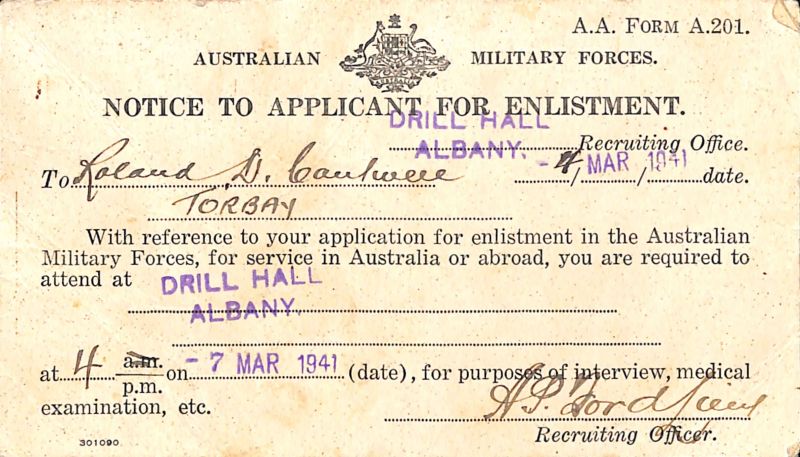 A.A. FORM A.201.
AUSTRALIAN MILITARY FORCES.
AUSTRALIA
NOTICE TO APPLICANT FOR ENLISTMENT.
DRILL HALL
ALBANY. Recruiting Office.
To Roland D. Cantwell - 4 MAR 1941 date.
TORBAY
With reference to your application for enlistment in the Australian
Military Forces, for service in Australia or abroad, you are required to
attend at DRILL HALL
ALBANY.
at 4 a.m. p.m. on - 7 MAR 1941 (date), for purposes of interview, medical
examination, etc.
Recruiting Officer.
301090